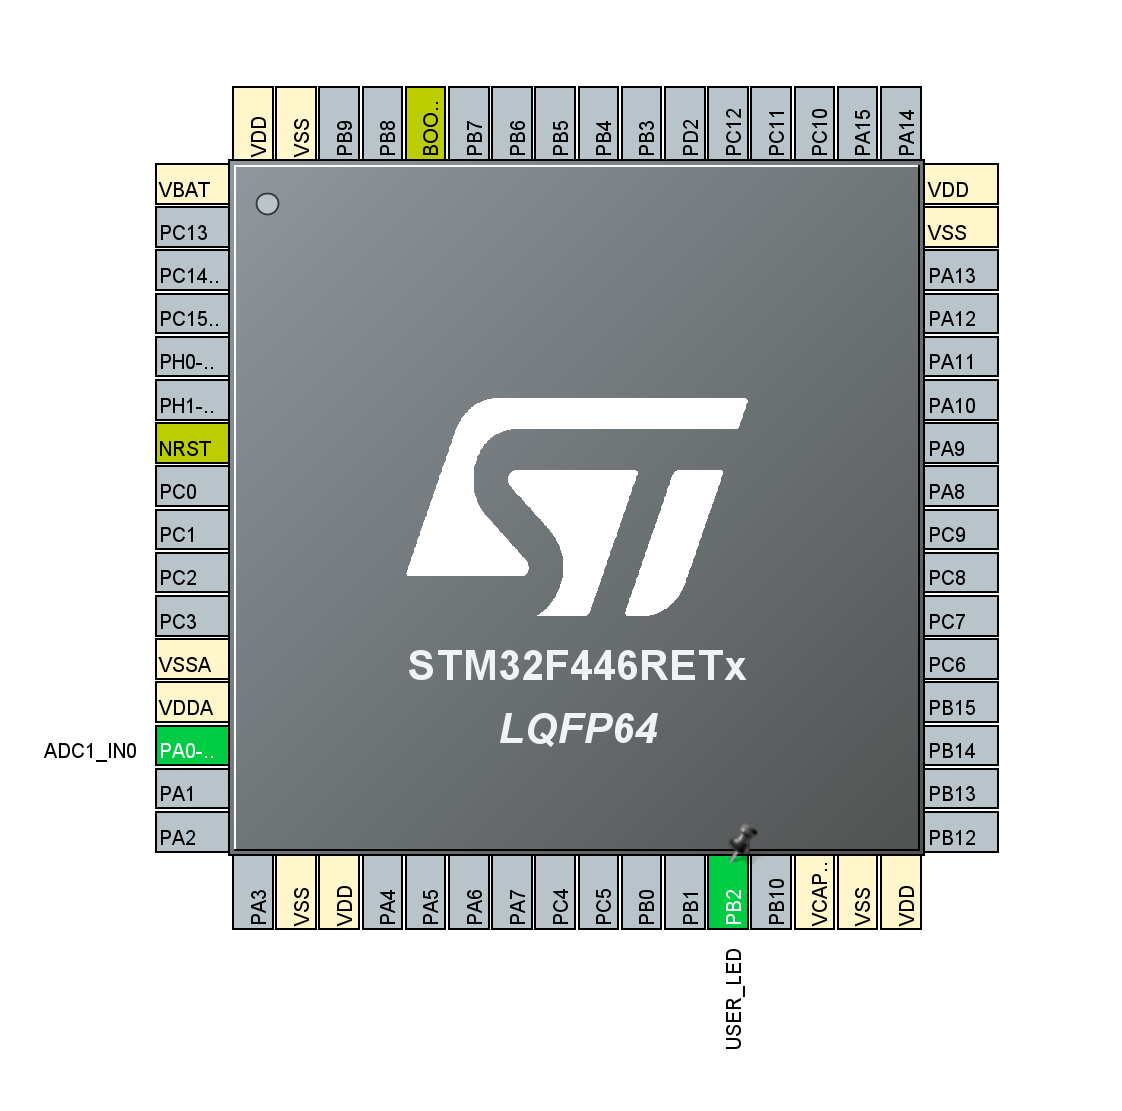 VDD
VSS
PB9
PB8
BOO..
PB7
PB6
PB5
PB4
PB3
PD2
PC12
PC11
PC10
PA15
PA14
VBAT
PC13
PC14..
PC15..
PH0-..
PH1-..
NRST
PC0
PC1
PC2
PC3
VSSA
VDDA
ADC1_IN0
PA0-..
PA1
PA2
VDD
VSS
PA13
PA12
PA11
PA10
PA9
PA8
PC9
PC8
PC7
PC6
PB15
PB14
PB13
PB12
ST
STM32F446RETx
LQFP64
PA3
VSS
VDD
PA4
PA5
PA6
PA7
PC4
PC5
PB0
PB1
PB2
PB10
VCAP..
VSS
VDD
USER_LED